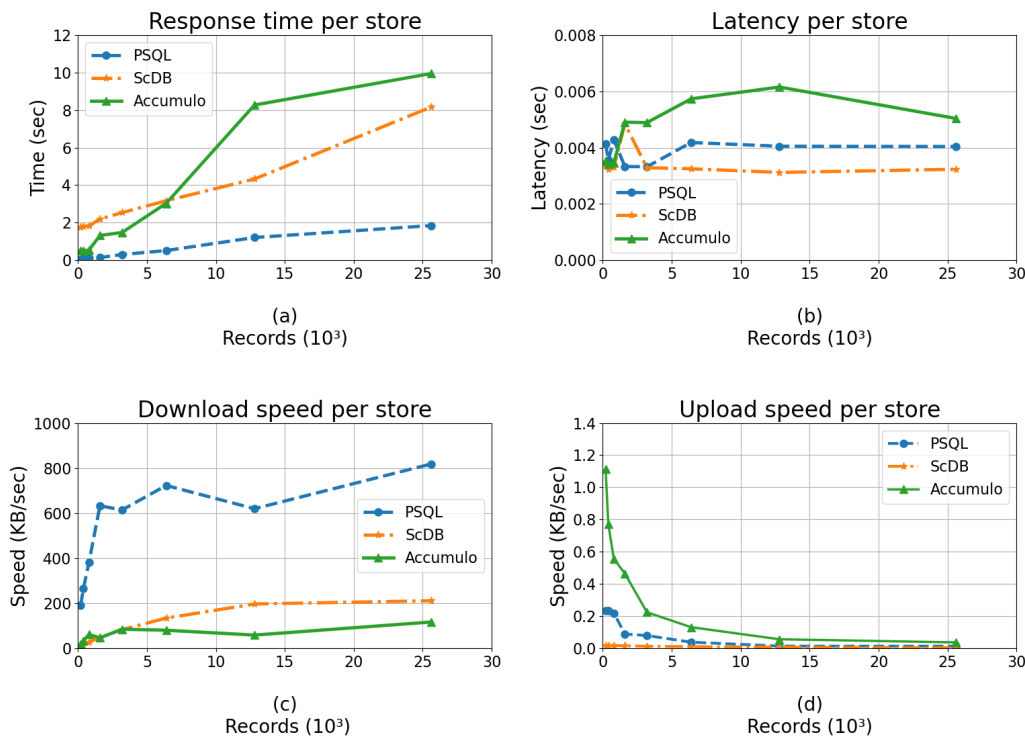 Response time per store
12
10
8
6
4
2
0
Time (sec)
PSQL
ScDB
Accumulo
0 5 10 15 20 25 30
(a)
Records (10³)
Latency per store
0.008
0.006
0.004
0.002
0.000
Latency (sec)
PSQL
ScDB
Accumulo
0 5 10 15 20 25 30
(b)
Records (10³)
Download speed per store
1000
800
600
400
200
0
Speed (KB/sec)
PSQL
ScDB
Accumulo
0 5 10 15 20 25 30
(c)
Records (10³)
Upload speed per store
1.4
1.2
1.0
0.8
0.6
0.4
0.2
0.0
Speed (KB/sec)
PSQL
ScDB
Accumulo
0 5 10 15 20 25 30
(d)
Records (10³)